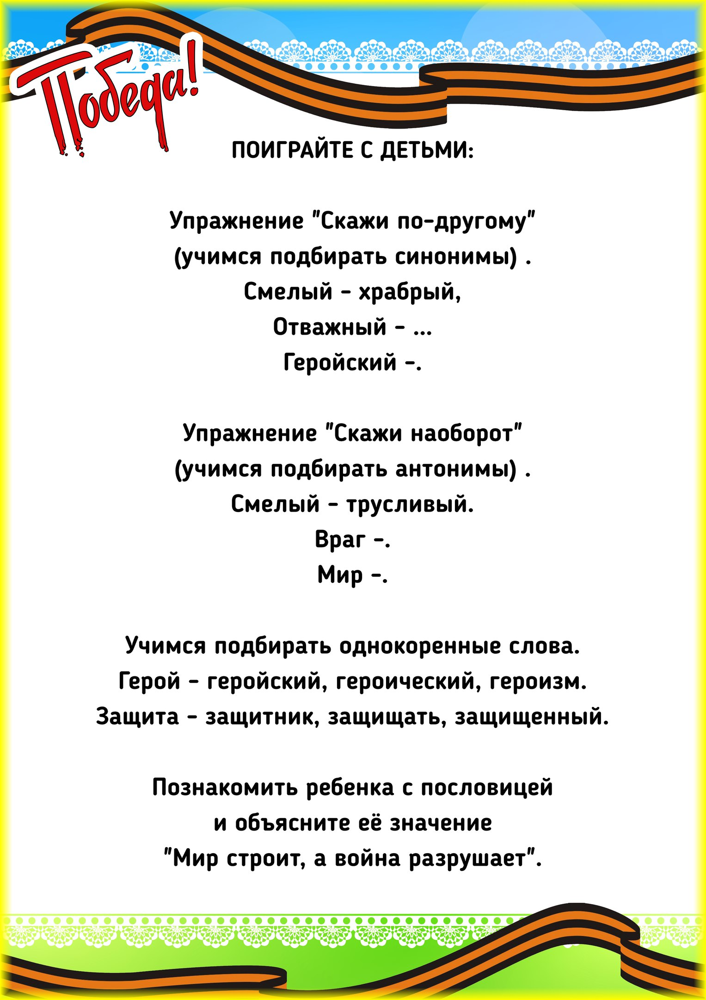 Победа!
ПОИГРАЙТЕ С ДЕТЬМИ:
Упражнение "Скажи по-другому"
(учимся подбирать синонимы) .
Смелый - храбрый,
Отважный - ...
Геройский -.
Упражнение "Скажи наоборот"
(учимся подбирать антонимы) .
Смелый - трусливый.
Враг -.
Мир -.
Учимся подбирать однокоренные слова.
Герой - геройский, героический, героизм.
Защита - защитник, защищать, защищенный.
Познакомить ребенка с пословицей
и объясните её значение
"Мир строит, а война разрушает".